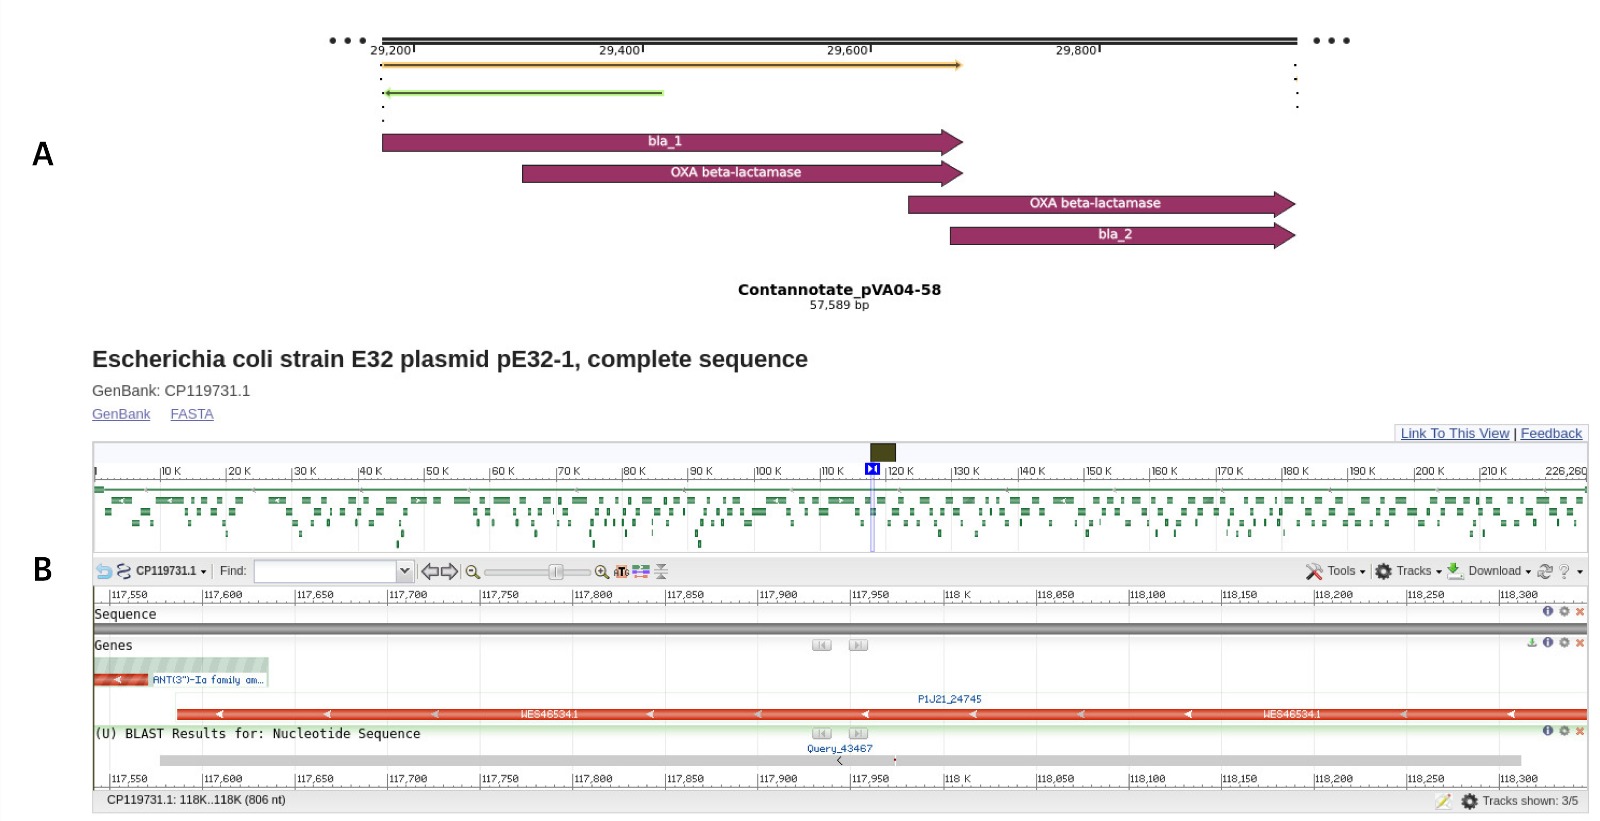 A
29,200 29,400 29,600 29,800
bla_1
OXA beta-lactamase
OXA beta-lactamase
bla_2
Contannotate_pVA04-58
57,589 bp
B
Escherichia coli strain E32 plasmid pE32-1, complete sequence
GenBank: CP119731.1
GenBank FASTA
Link To This View | Feedback
10 K 20 K 30 K 40 K 50 K 60 K 70 K 80 K 90 K 100 K 110 K 120 K 130 K 140 K 150 K 160 K 170 K 180 K 190 K 200 K 210 K 226,260
CP119731.1 Find: ATG Tools Tracks Download ?
117,550 117,600 117,650 117,700 117,750 117,800 117,850 117,900 117,950 118 K 118,050 118,100 118,150 118,200 118,250 118,300
Sequence
Genes
ANT(3")-Ia family am...
P1J21_24745
WES46534.1 WES46534.1
(U) BLAST Results for: Nucleotide Sequence
Query_43467
117,550 117,600 117,650 117,700 117,750 117,800 117,850 117,900 117,950 118 K 118,050 118,100 118,150 118,200 118,250 118,300
CP119731.1: 118K..118K (806 nt) Tracks shown: 3/5